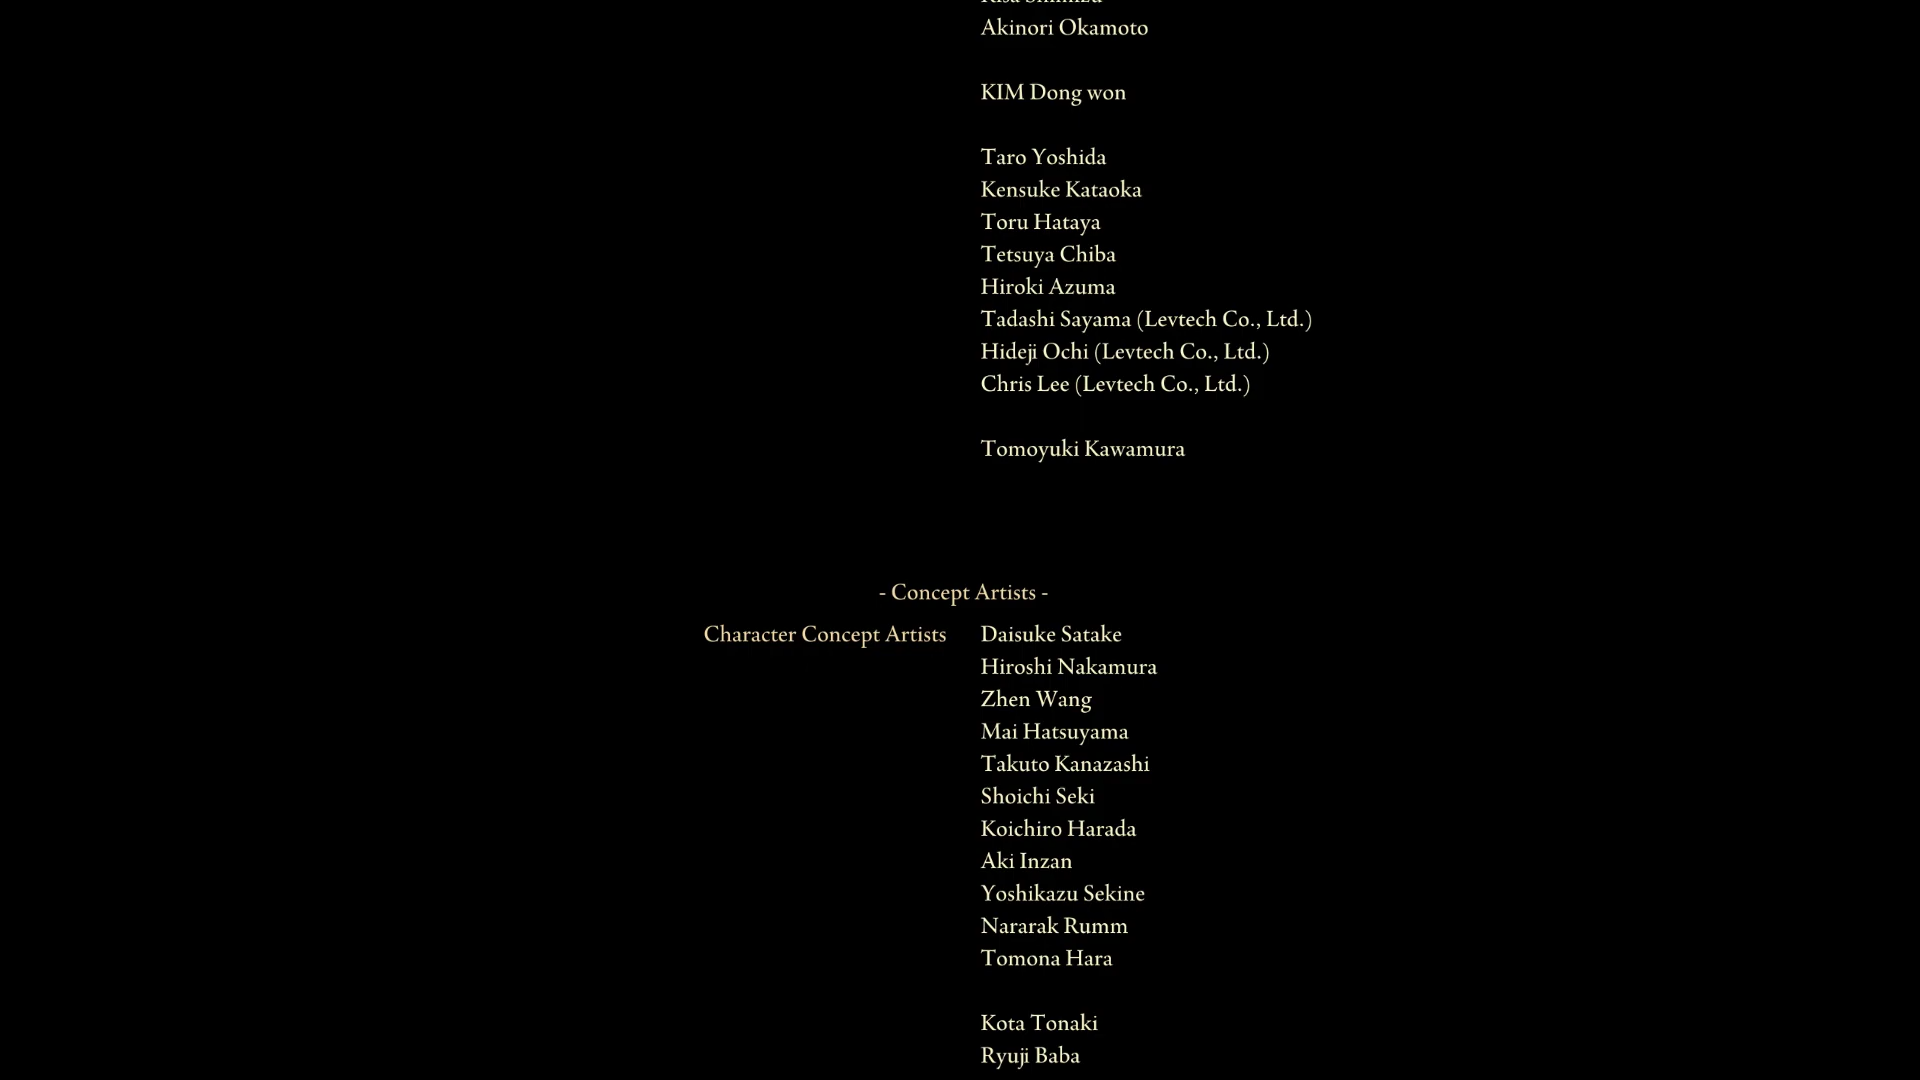 Akinori Okamoto
KIM Dong won
Taro Yoshida
Kensuke Kataoka
Toru Hataya
Tetsuya Chiba
Hiroki Azuma
Tadashi Sayama (Levtech Co., Ltd.)
Hideji Ochi (Levtech Co., Ltd.)
Chris Lee (Levtech Co., Ltd.)
Tomoyuki Kawamura
- Concept Artists -
Character Concept Artists Daisuke Satake
Hiroshi Nakamura
Zhen Wang
Mai Hatsuyama
Takuto Kanazashi
Shoichi Seki
Koichiro Harada
Aki Inzan
Yoshikazu Sekine
Nararak Rumm
Tomona Hara
Kota Tonaki
Ryuji Baba